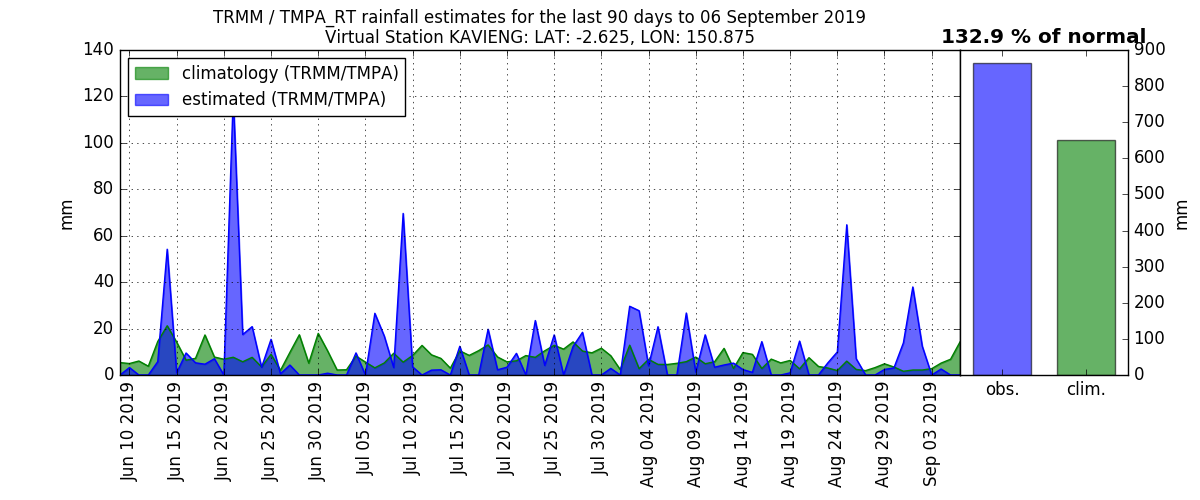 TRMM / TMPA_RT rainfall estimates for the last 90 days to 06 September 2019
Virtual Station KAVIENG: LAT: -2.625, LON: 150.875
132.9 % of normal
climatology (TRMM/TMPA)
estimated (TRMM/TMPA)
mm
140
120
100
80
60
40
20
0
Jun 10 2019
Jun 15 2019
Jun 20 2019
Jun 25 2019
Jun 30 2019
Jul 05 2019
Jul 10 2019
Jul 15 2019
Jul 20 2019
Jul 25 2019
Jul 30 2019
Aug 04 2019
Aug 09 2019
Aug 14 2019
Aug 19 2019
Aug 24 2019
Aug 29 2019
Sep 03 2019
900
800
700
600
500
400
300
200
100
0
mm
obs.
clim.